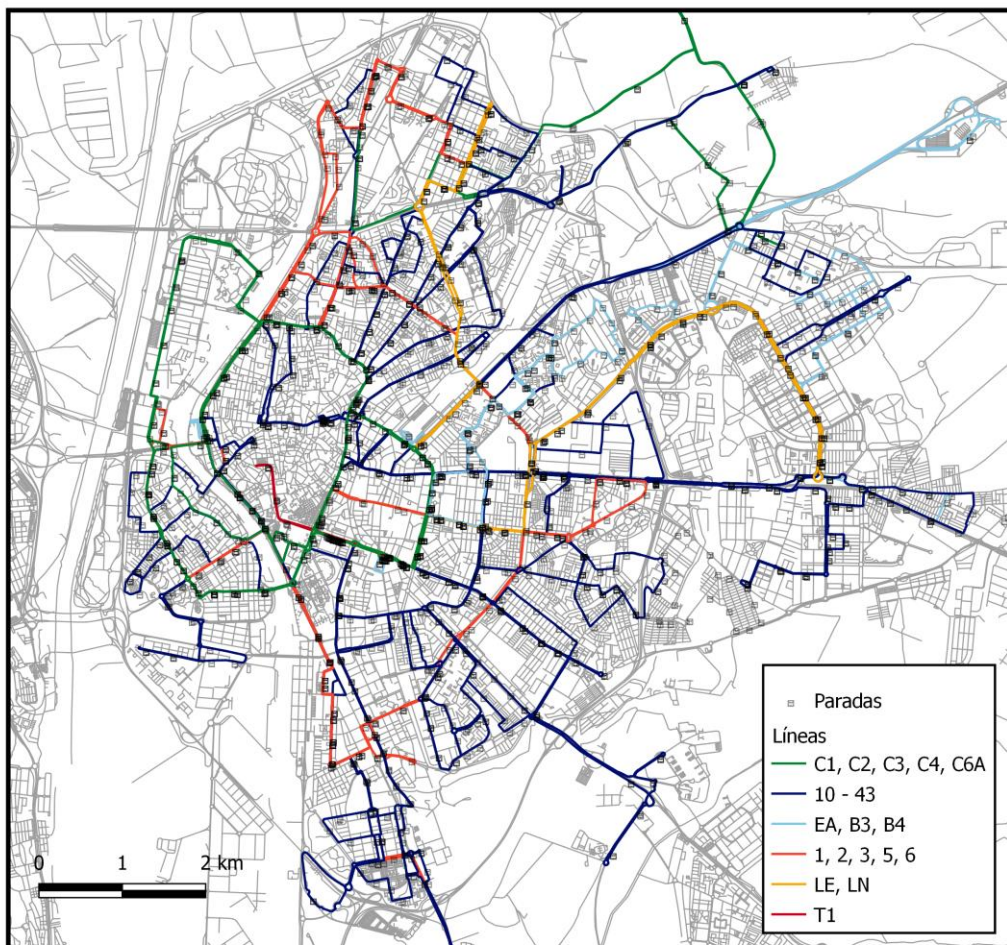 Paradas
Líneas
C1, C2, C3, C4, C6A
10 - 43
EA, B3, B4
1, 2, 3, 5, 6
LE, LN
T1
0 1 2 km